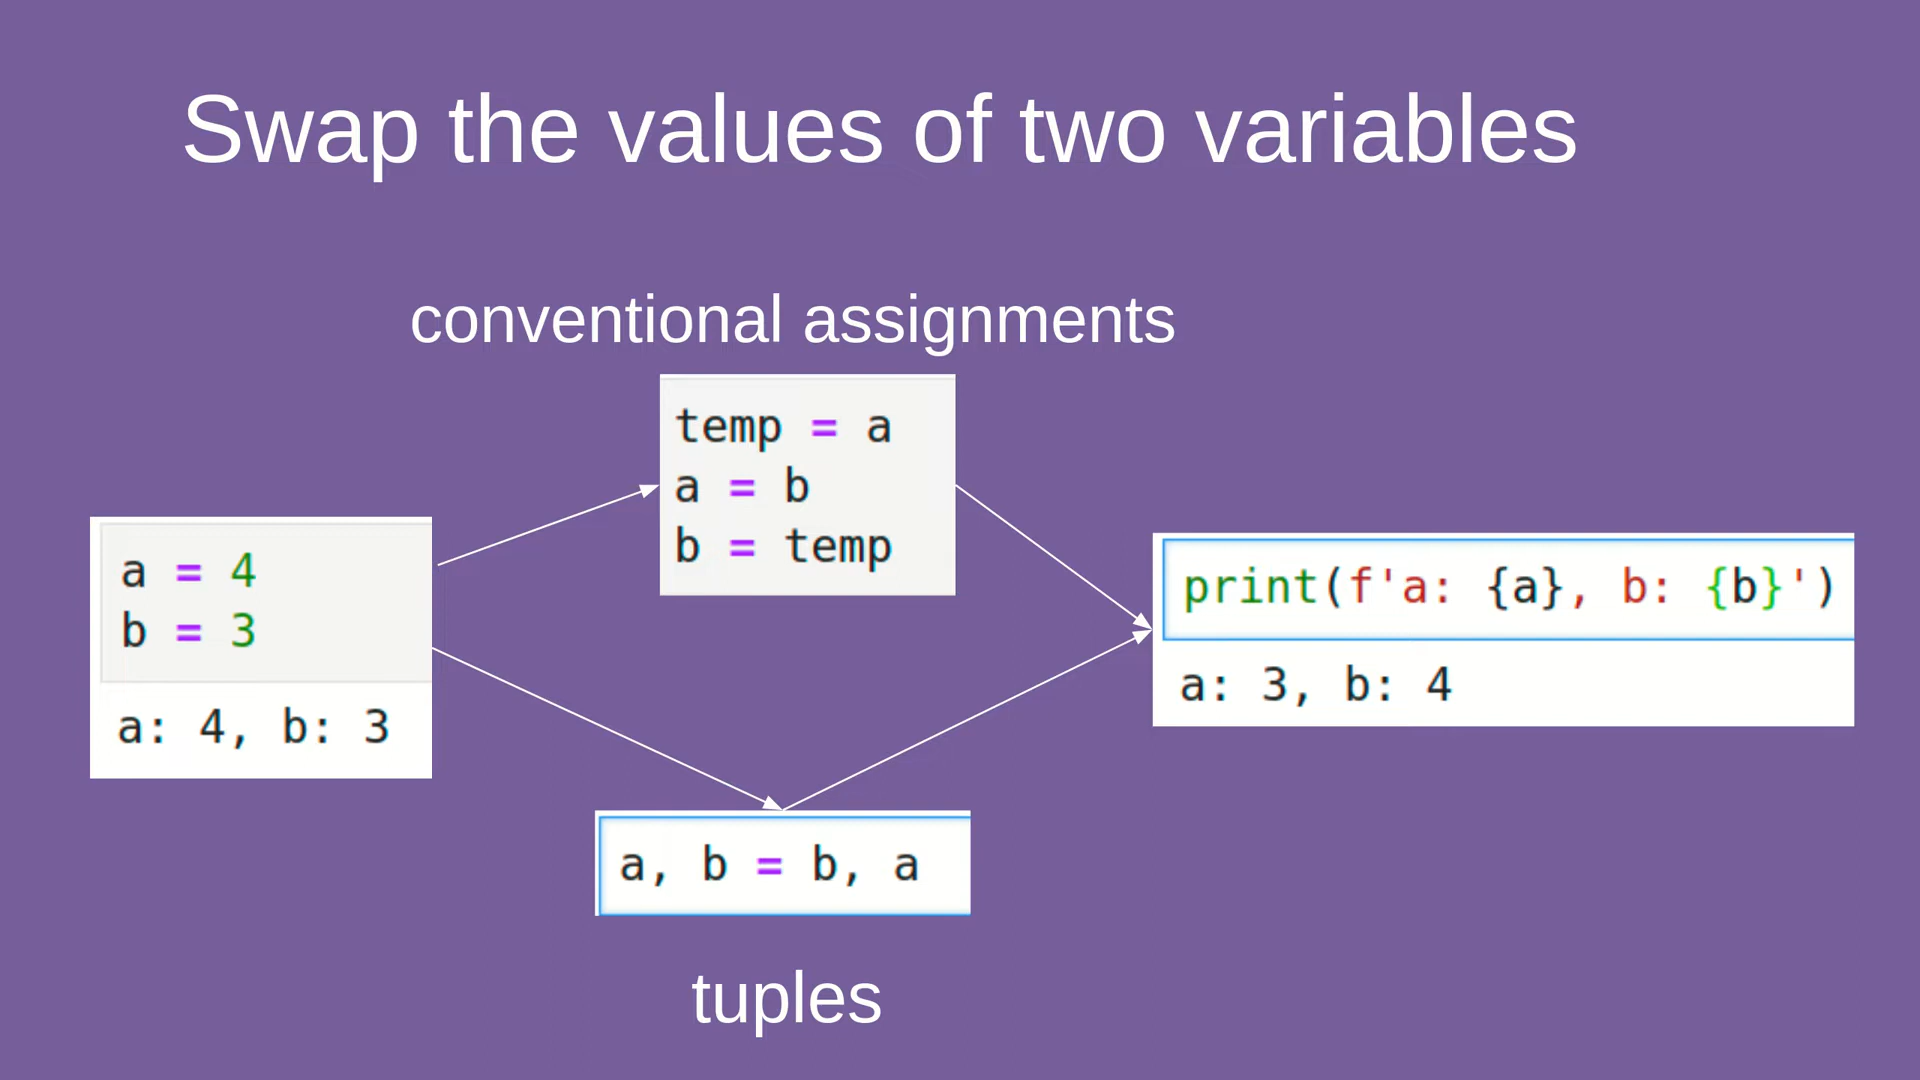 Swap the values of two variables
conventional assignments
temp = a
a = b
b = temp
a = 4
b = 3
a: 4, b: 3
print(f'a: {a}, b: {b}')
a: 3, b: 4
a, b = b, a
tuples